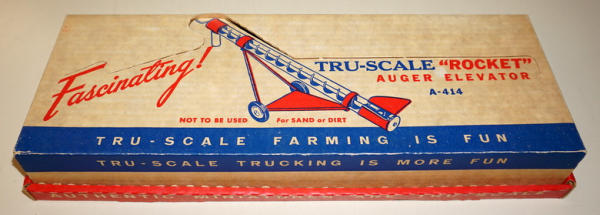 Fascinating!
TRU-SCALE "ROCKET"
AUGER ELEVATOR
A-414
NOT TO BE USED For SAND or DIRT
TRU-SCALE FARMING IS FUN
TRU-SCALE TRUCKING IS MORE FUN
AUTHENTIC